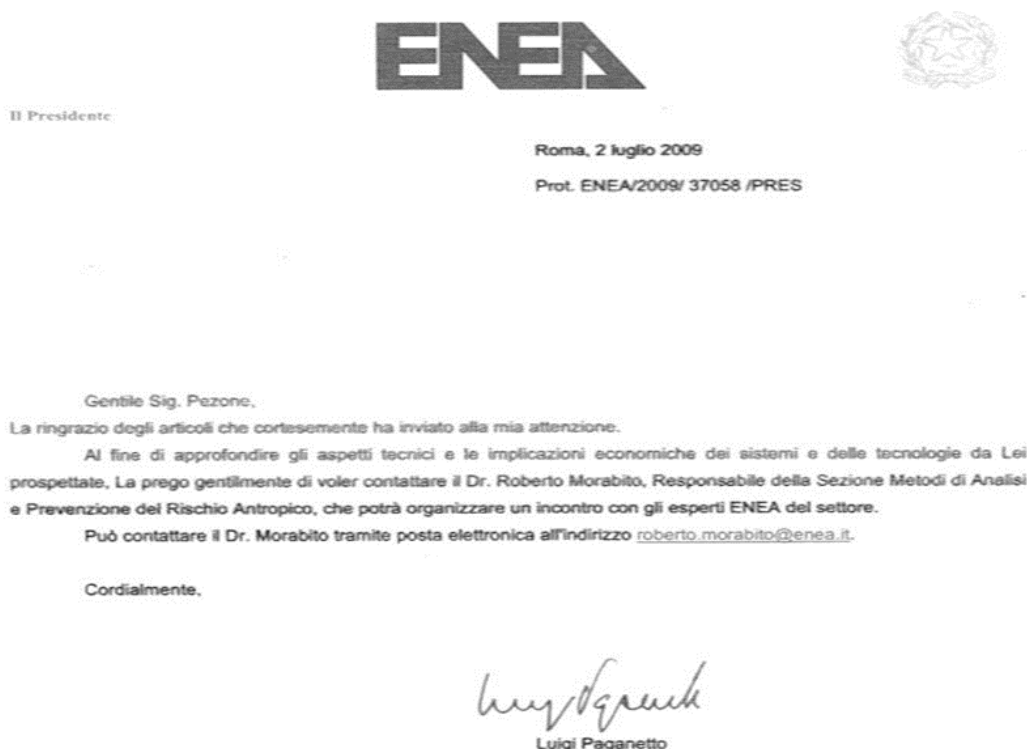 ENEA
Il Presidente
Roma, 2 luglio 2009
Prot. ENEA/2009/ 37058 /PRES
Gentile Sig. Pezone,
La ringrazio degli articoli che cortesemente ha inviato alla mia attenzione.
Al fine di approfondire gli aspetti tecnici e le implicazioni economiche dei sistemi e delle tecnologie da Lei
prospettate, La prego gentilmente di voler contattare il Dr. Roberto Morabito, Responsabile della Sezione Metodi di Analisi
e Prevenzione del Rischio Antropico, che potrà organizzare un incontro con gli esperti ENEA del settore.
Può contattare il Dr. Morabito tramite posta elettronica all'indirizzo roberto.morabito@enea.it.
Cordialmente,
Luigi Paganetto